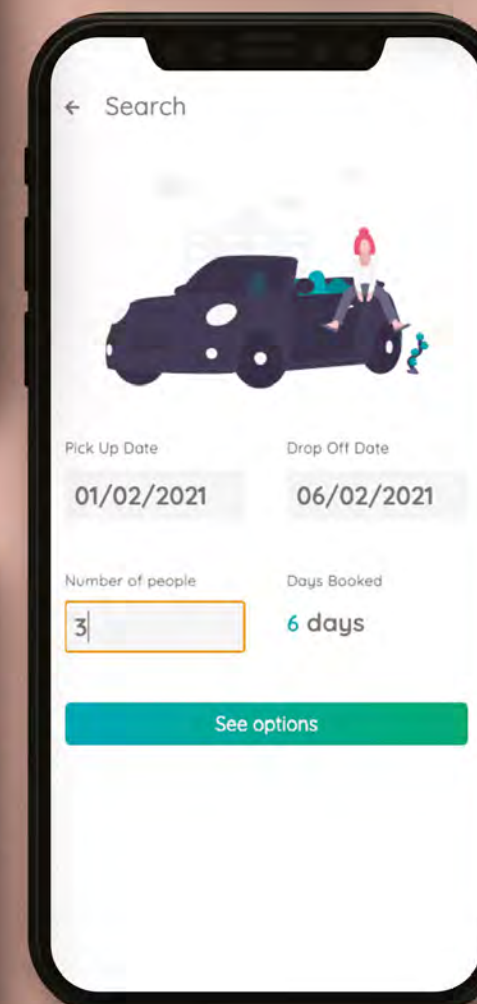 ← Search
Pick Up Date
Drop Off Date
01/02/2021
06/02/2021
Number of people
Days Booked
3
6 days
See options